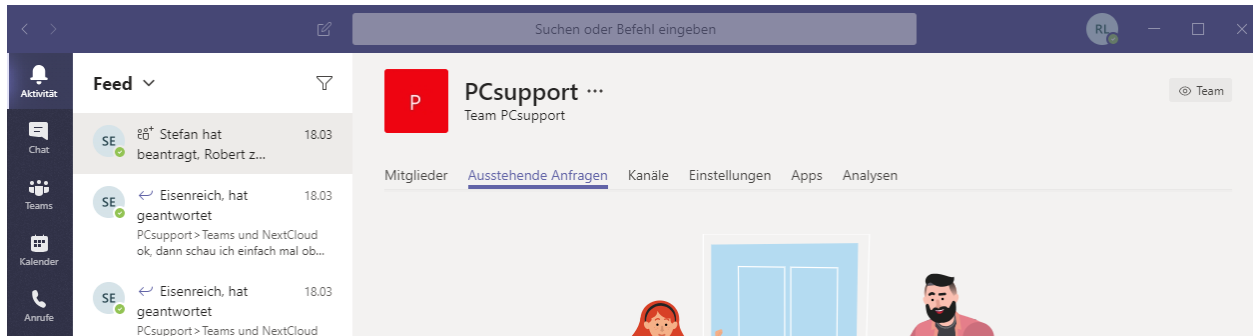 Suchen oder Befehl eingeben
RL
Aktivität
Chat
Teams
Kalender
Anrufe
Feed
SE
Stefan hat
18.03
beantragt, Robert z...
SE
Eisenreich, hat
18.03
geantwortet
PCsupport > Teams und NextCloud
ok, dann schau ich einfach mal ob...
SE
Eisenreich, hat
18.03
geantwortet
PCsupport > Teams und NextCloud
P
PCsupport ...
Team PCsupport
Team
Mitglieder Ausstehende Anfragen Kanäle Einstellungen Apps Analysen